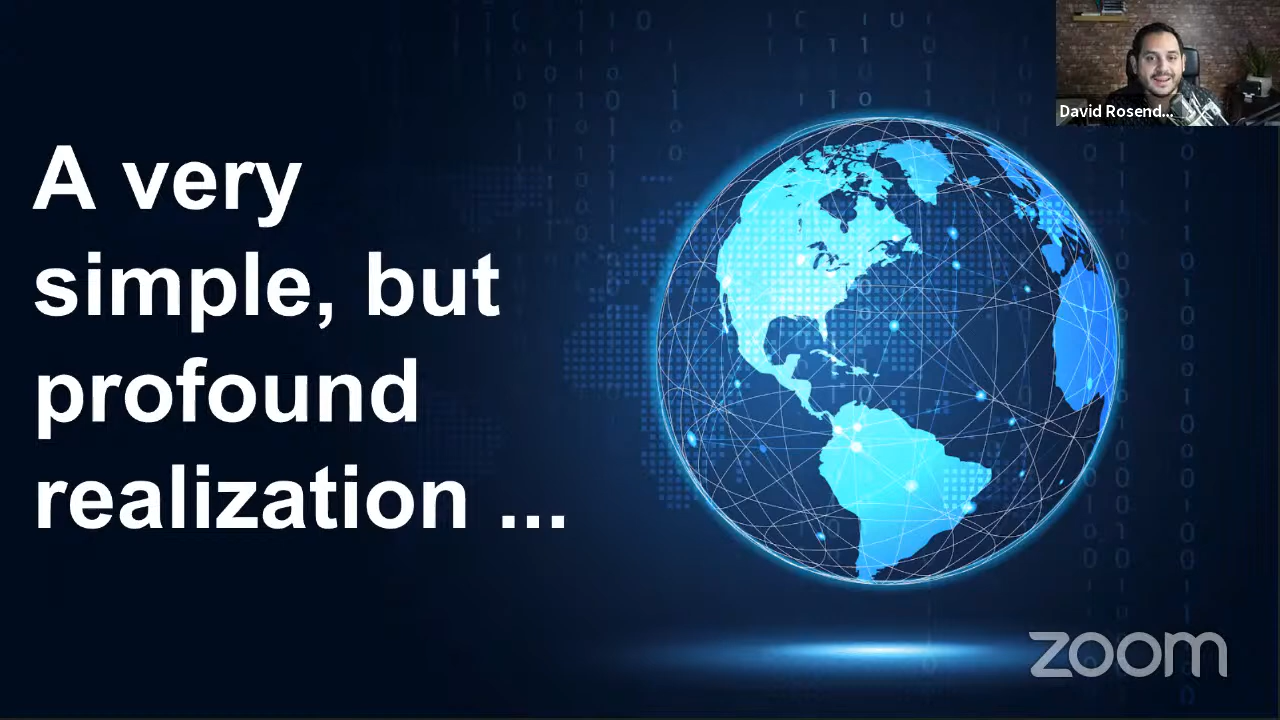 A very
simple, but
profound
realization ...
David Rosend...
zoom